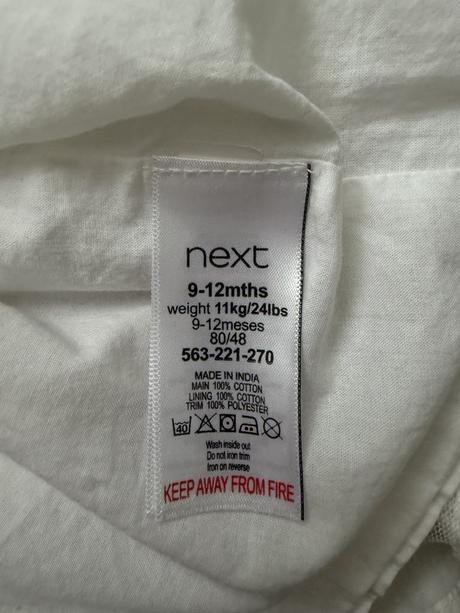 next
9-12mths
weight 11kg/24lbs
9-12meses
80/48
563-221-270
MADE IN INDIA
MAIN 100% COTTON
LINING 100% COTTON
TRIM 100% POLYESTER
40
Wash inside out
Do not iron trim
Iron on reverse
KEEP AWAY FROM FIRE